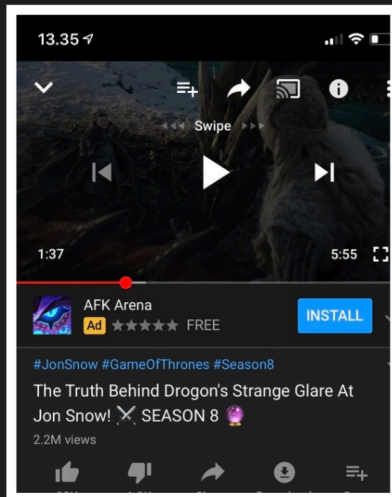 13.35
Swipe
1:37
5:55
AFK Arena
Ad ★★★★★ FREE
INSTALL
#JonSnow #GameOfThrones #Season8
The Truth Behind Drogon's Strange Glare At
Jon Snow! ⚔ SEASON 8 🔮
2.2M views